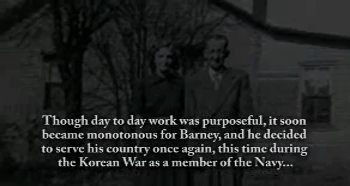 Though day to day work was purposeful, it soon
became monotonous for Barney, and he decided
to serve his country once again, this time during
the Korean War as a member of the Navy...